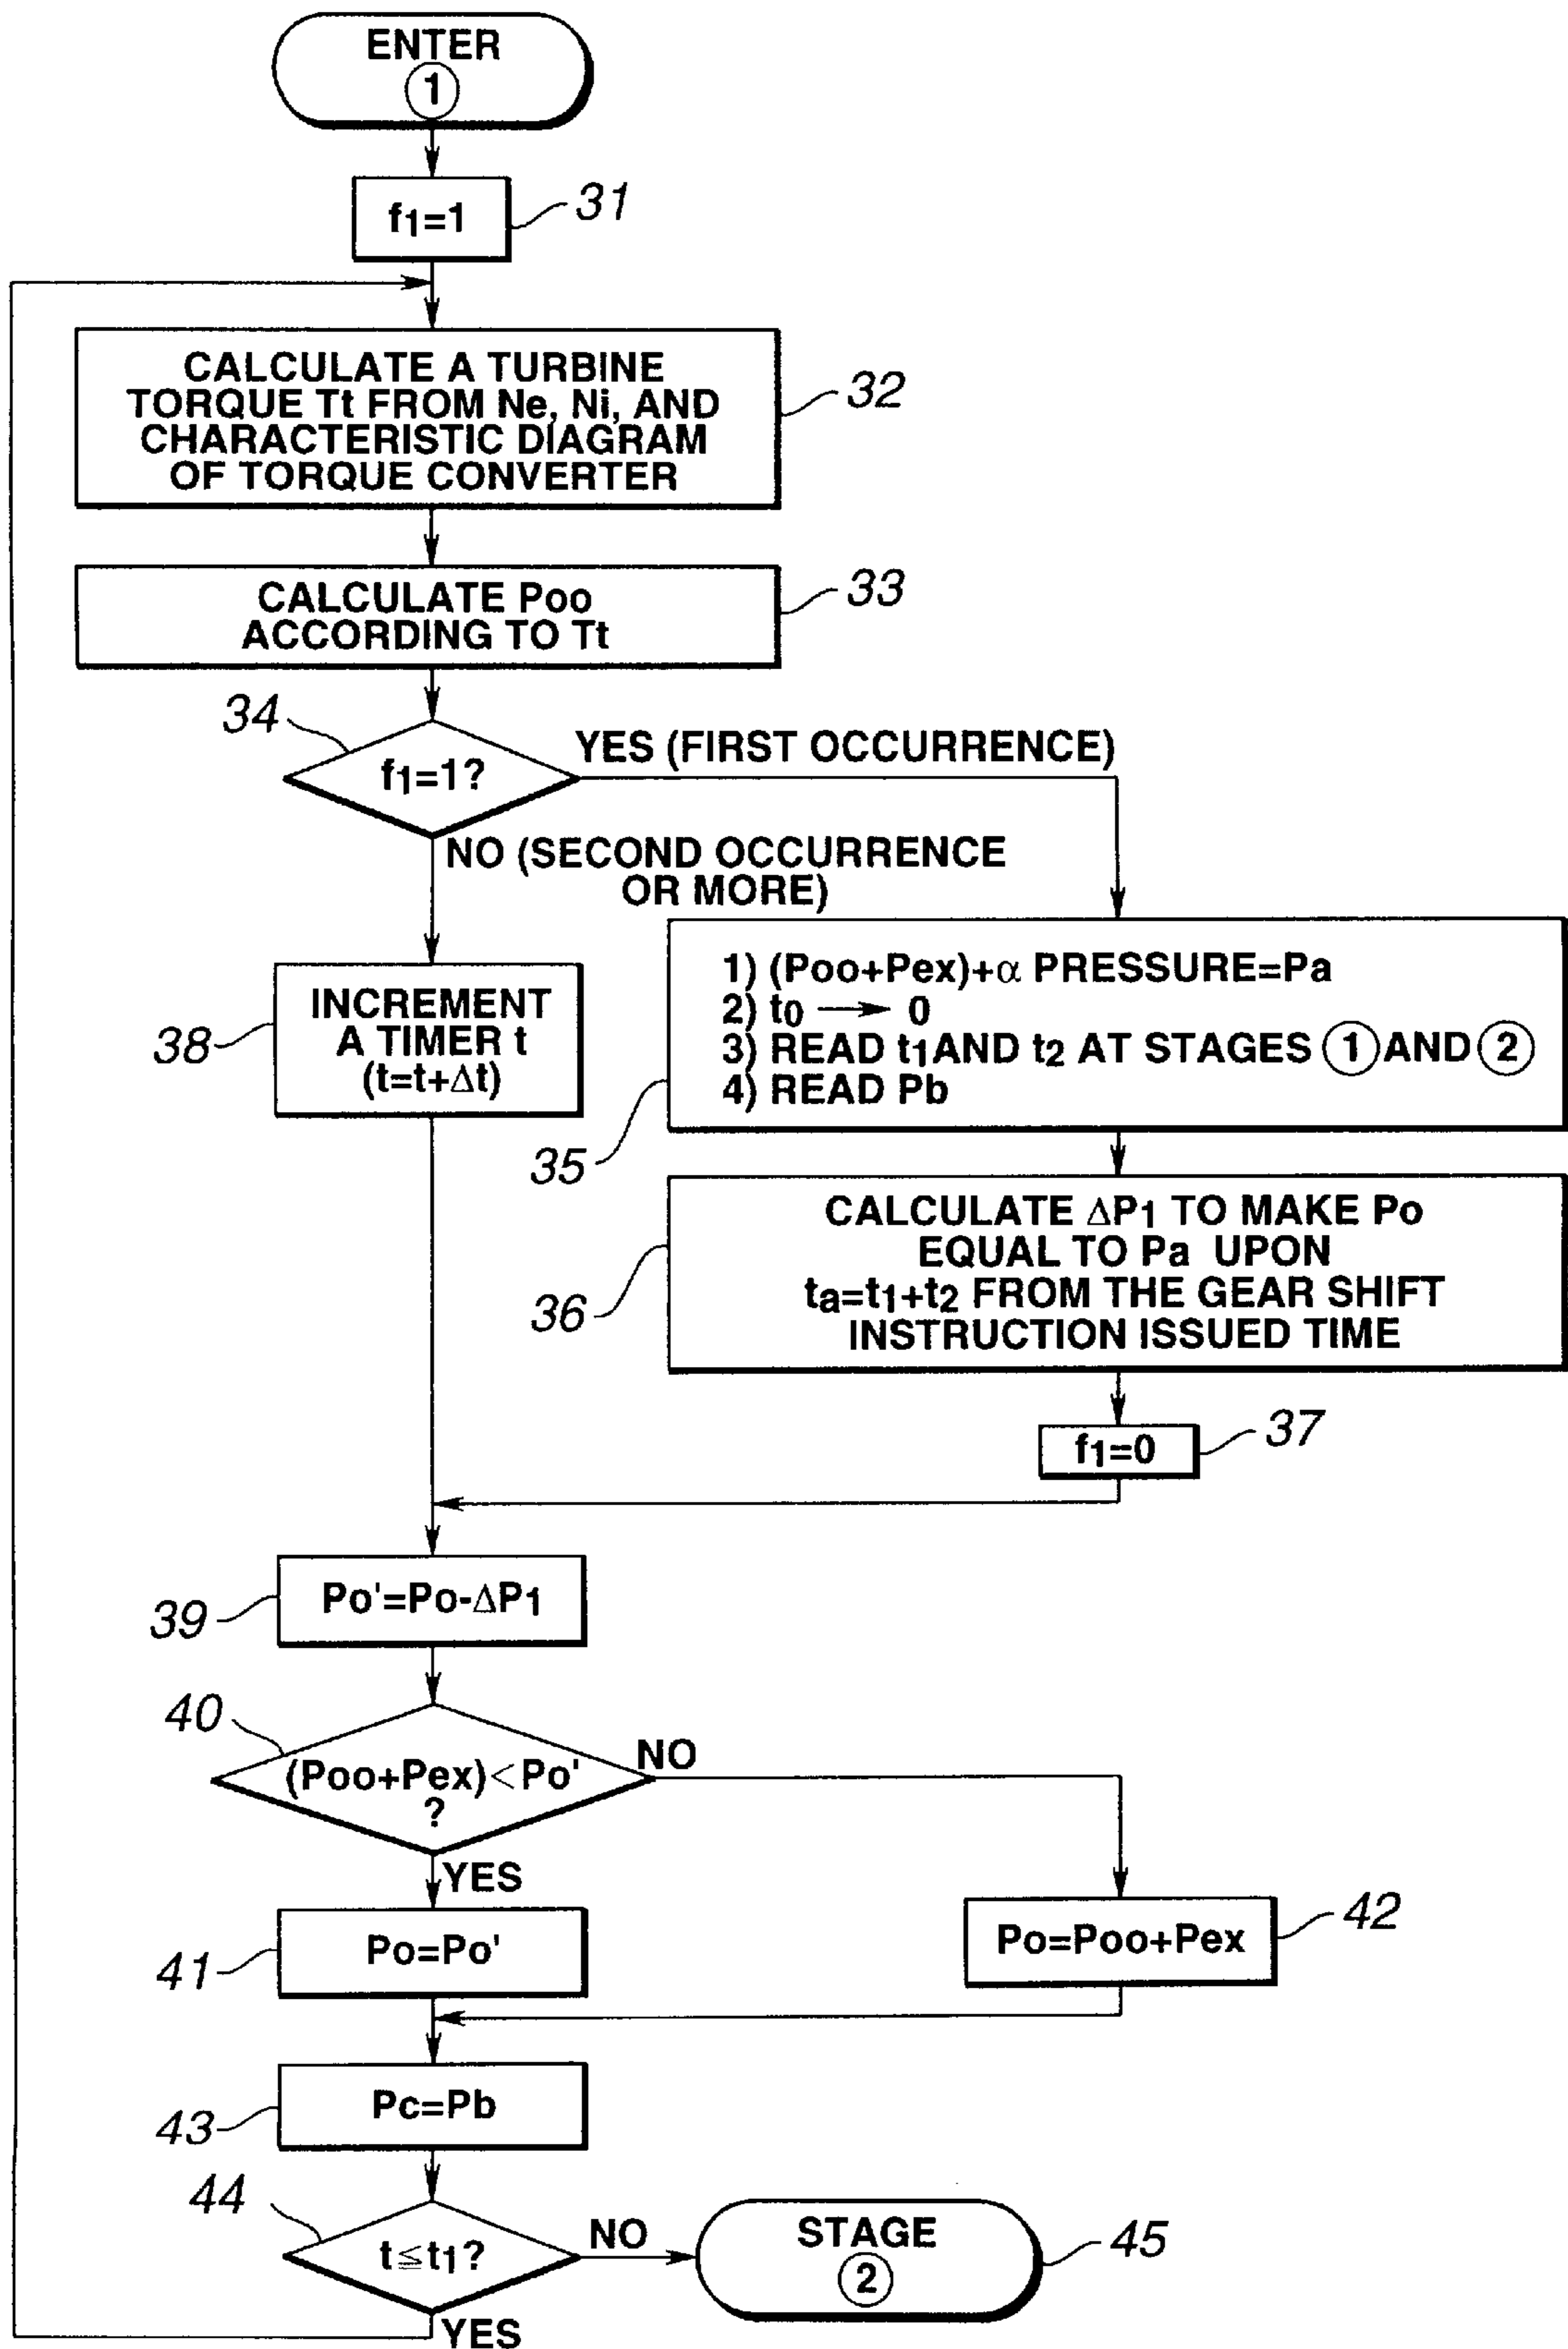 ENTER
1
f1=1
31
CALCULATE A TURBINE
TORQUE Tt FROM Ne, Ni, AND
CHARACTERISTIC DIAGRAM
OF TORQUE CONVERTER
32
CALCULATE Poo
ACCORDING TO Tt
33
34
f1=1?
YES (FIRST OCCURRENCE)
NO (SECOND OCCURRENCE
OR MORE)
1) (Poo+Pex)+α PRESSURE=Pa
2) t0 → 0
3) READ t1 AND t2 AT STAGES 1 AND 2
4) READ Pb
35
INCREMENT
A TIMER t
(t=t+Δt)
38
CALCULATE ΔP1 TO MAKE Po
EQUAL TO Pa UPON
ta=t1+t2 FROM THE GEAR SHIFT
INSTRUCTION ISSUED TIME
36
f1=0
37
Po'=Po-ΔP1
39
40
(Poo+Pex)<Po'
?
NO
YES
Po=Po'
41
Po=Poo+Pex
42
Pc=Pb
43
44
t≦t1?
NO
STAGE
2
45
YES